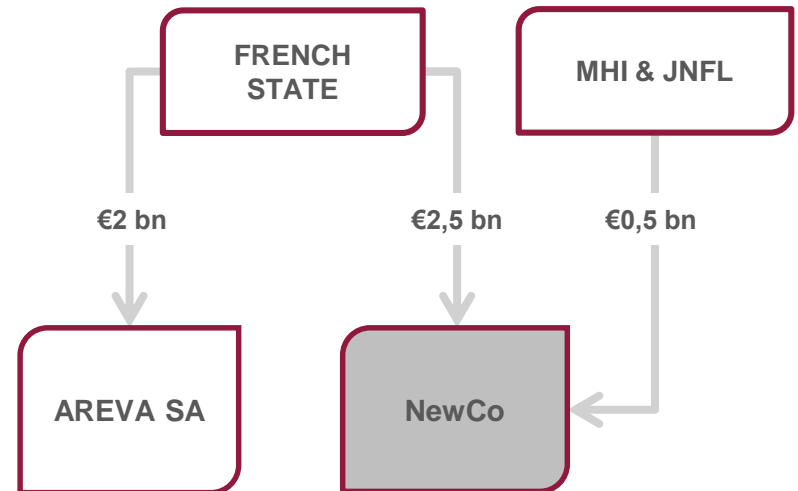 FRENCH
STATE
MHI & JNFL
€2 bn
€2,5 bn
€0,5 bn
AREVA SA
NewCo